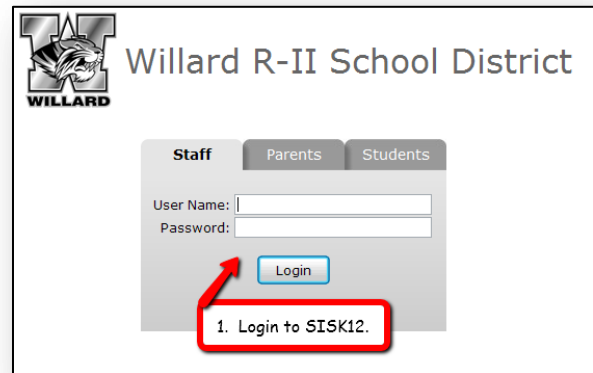 WILLARD
Willard R-II School District
Staff Parents Students
User Name:
Password:
Login
1. Login to SISK12.